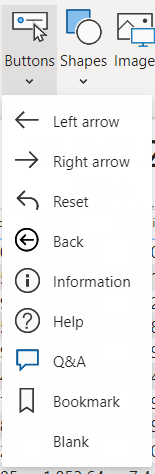 Buttons Shapes Image
Left arrow
Right arrow
Reset
Back
Information
Help
Q&A
Bookmark
Blank